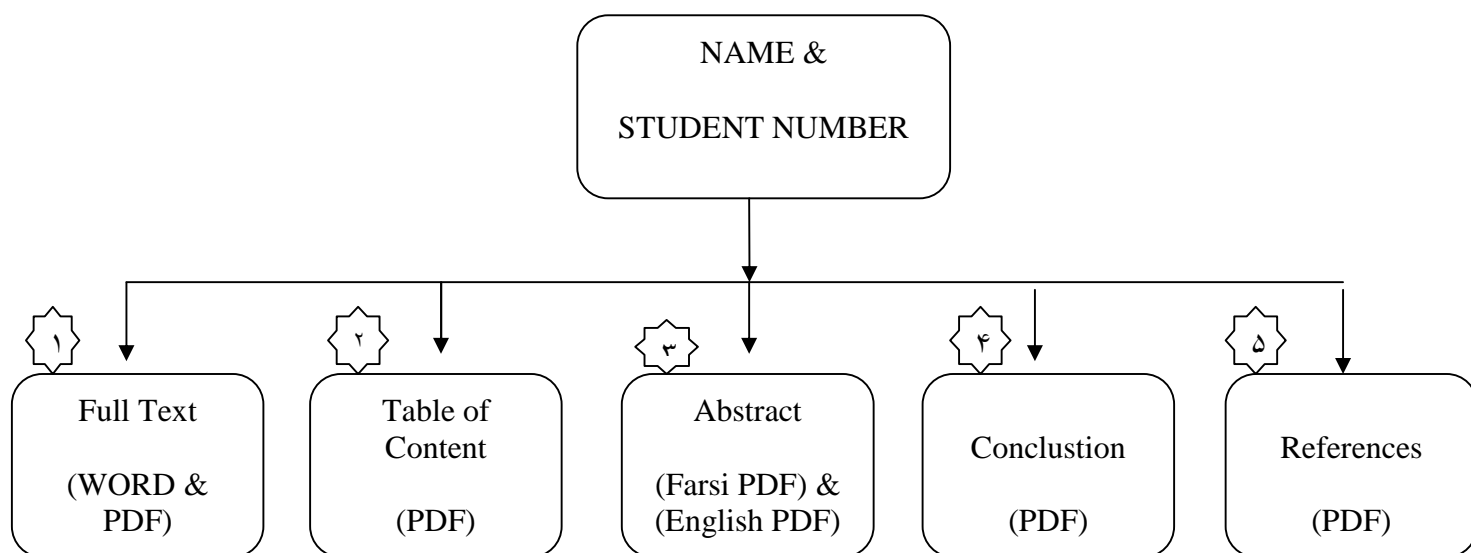 NAME &
STUDENT NUMBER
۱
Full Text
(WORD &
PDF)
۲
Table of
Content
(PDF)
۳
Abstract
(Farsi PDF) &
(English PDF)
۴
Conclustion
(PDF)
۵
References
(PDF)